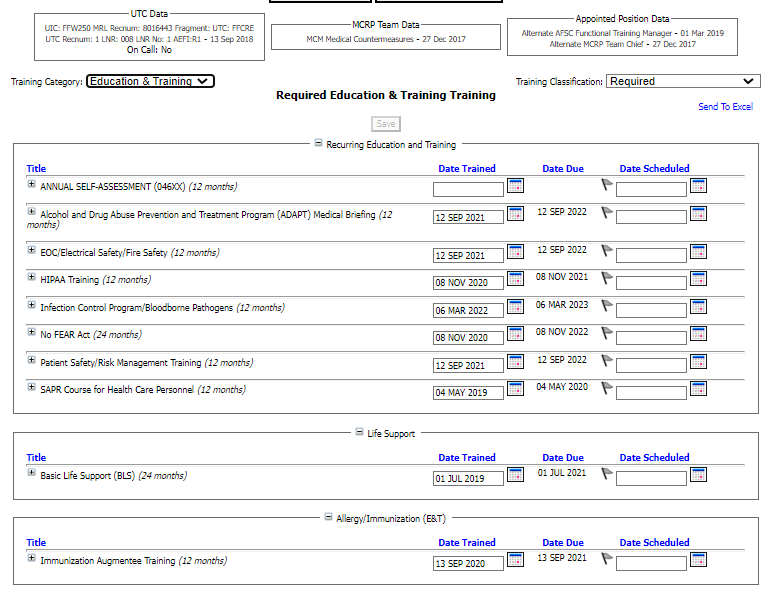 UTC Data
UIC: FFW250 MRL Recnum: 8016443 Fragment: UTC: FFCRE
UTC Recnum: 1 LNR: 008 LNR No: 1 AEFI:R1 - 13 Sep 2018
On Call: No
MCRP Team Data
MCM Medical Countermeasures - 27 Dec 2017
Appointed Position Data
Alternate AFSC Functional Training Manager - 01 Mar 2019
Alternate MCRP Team Chief - 27 Dec 2017
Training Category: Education & Training
Training Classification: Required
Required Education & Training Training
Send To Excel
Save
Recurring Education and Training
Title Date Trained Date Due Date Scheduled
ANNUAL SELF-ASSESSMENT (046XX) (12 months)
Alcohol and Drug Abuse Prevention and Treatment Program (ADAPT) Medical Briefing (12 months) 12 SEP 2021 12 SEP 2022
EOC/Electrical Safety/Fire Safety (12 months) 12 SEP 2021 12 SEP 2022
HIPAA Training (12 months) 08 NOV 2020 08 NOV 2021
Infection Control Program/Bloodborne Pathogens (12 months) 06 MAR 2022 06 MAR 2023
No FEAR Act (24 months) 08 NOV 2020 08 NOV 2022
Patient Safety/Risk Management Training (12 months) 12 SEP 2021 12 SEP 2022
SAPR Course for Health Care Personnel (12 months) 04 MAY 2019 04 MAY 2020
Life Support
Title Date Trained Date Due Date Scheduled
Basic Life Support (BLS) (24 months) 01 JUL 2019 01 JUL 2021
Allergy/Immunization (E&T)
Title Date Trained Date Due Date Scheduled
Immunization Augmentee Training (12 months) 13 SEP 2020 13 SEP 2021